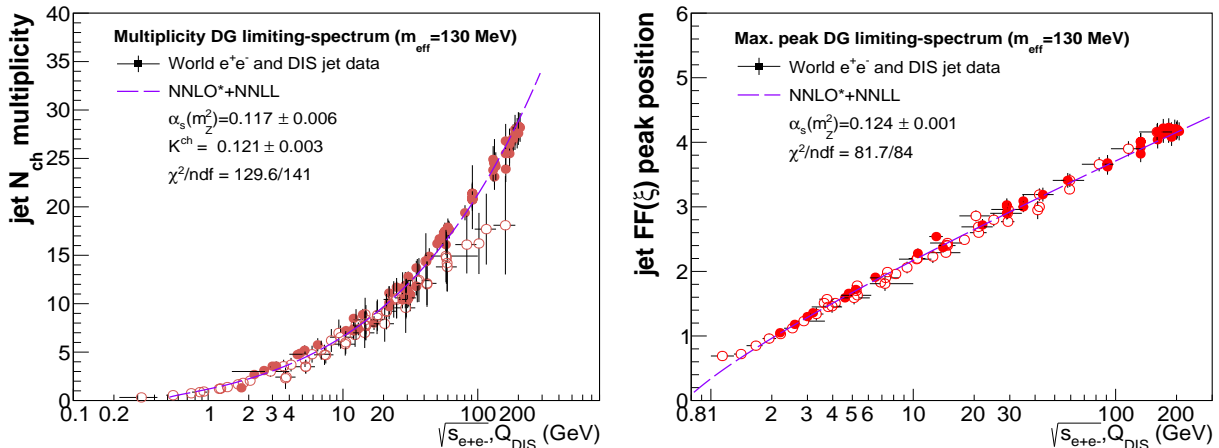 jet N_ch multiplicity
40
35
30
25
20
15
10
5
0
Multiplicity DG limiting-spectrum (m_eff=130 MeV)
World e⁺e⁻ and DIS jet data
NNLO*+NNLL
α_s(m²_Z)=0.117 ± 0.006
K^ch = 0.121 ± 0.003
χ²/ndf = 129.6/141
0.1 0.2 1 2 3 4 10 20 100 200
√s_e+e-,Q_DIS (GeV)
jet FF(ξ) peak position
6
5
4
3
2
1
0
Max. peak DG limiting-spectrum (m_eff=130 MeV)
World e⁺e⁻ and DIS jet data
NNLO*+NNLL
α_s(m²_Z)=0.124 ± 0.001
χ²/ndf = 81.7/84
0.8 1 2 3 4 5 6 10 20 30 100 200
√s_e+e-,Q_DIS (GeV)